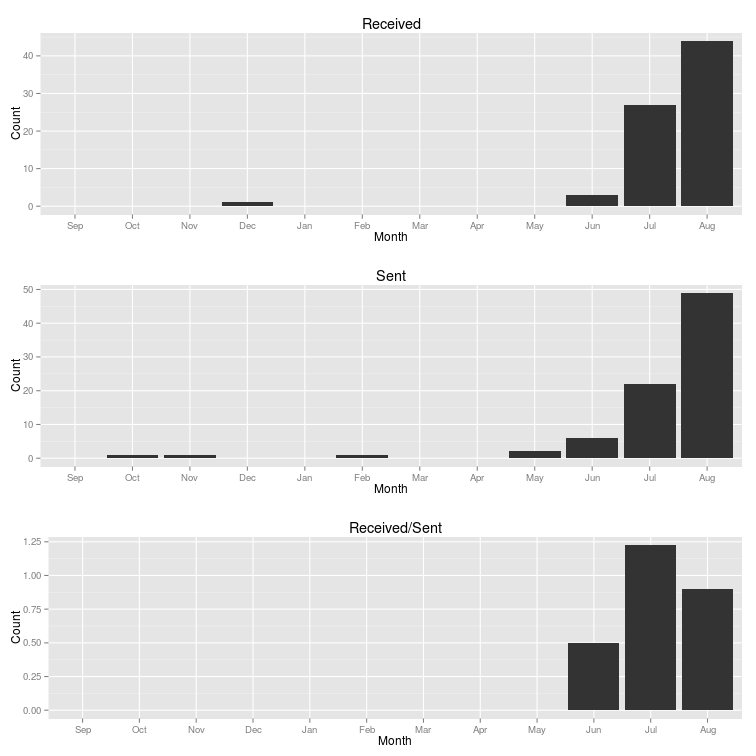 Received
Count
40
30
20
10
0
Sep Oct Nov Dec Jan Feb Mar Apr May Jun Jul Aug
Month
Sent
Count
50
40
30
20
10
0
Sep Oct Nov Dec Jan Feb Mar Apr May Jun Jul Aug
Month
Received/Sent
Count
1.25
1.00
0.75
0.50
0.25
0.00
Sep Oct Nov Dec Jan Feb Mar Apr May Jun Jul Aug
Month